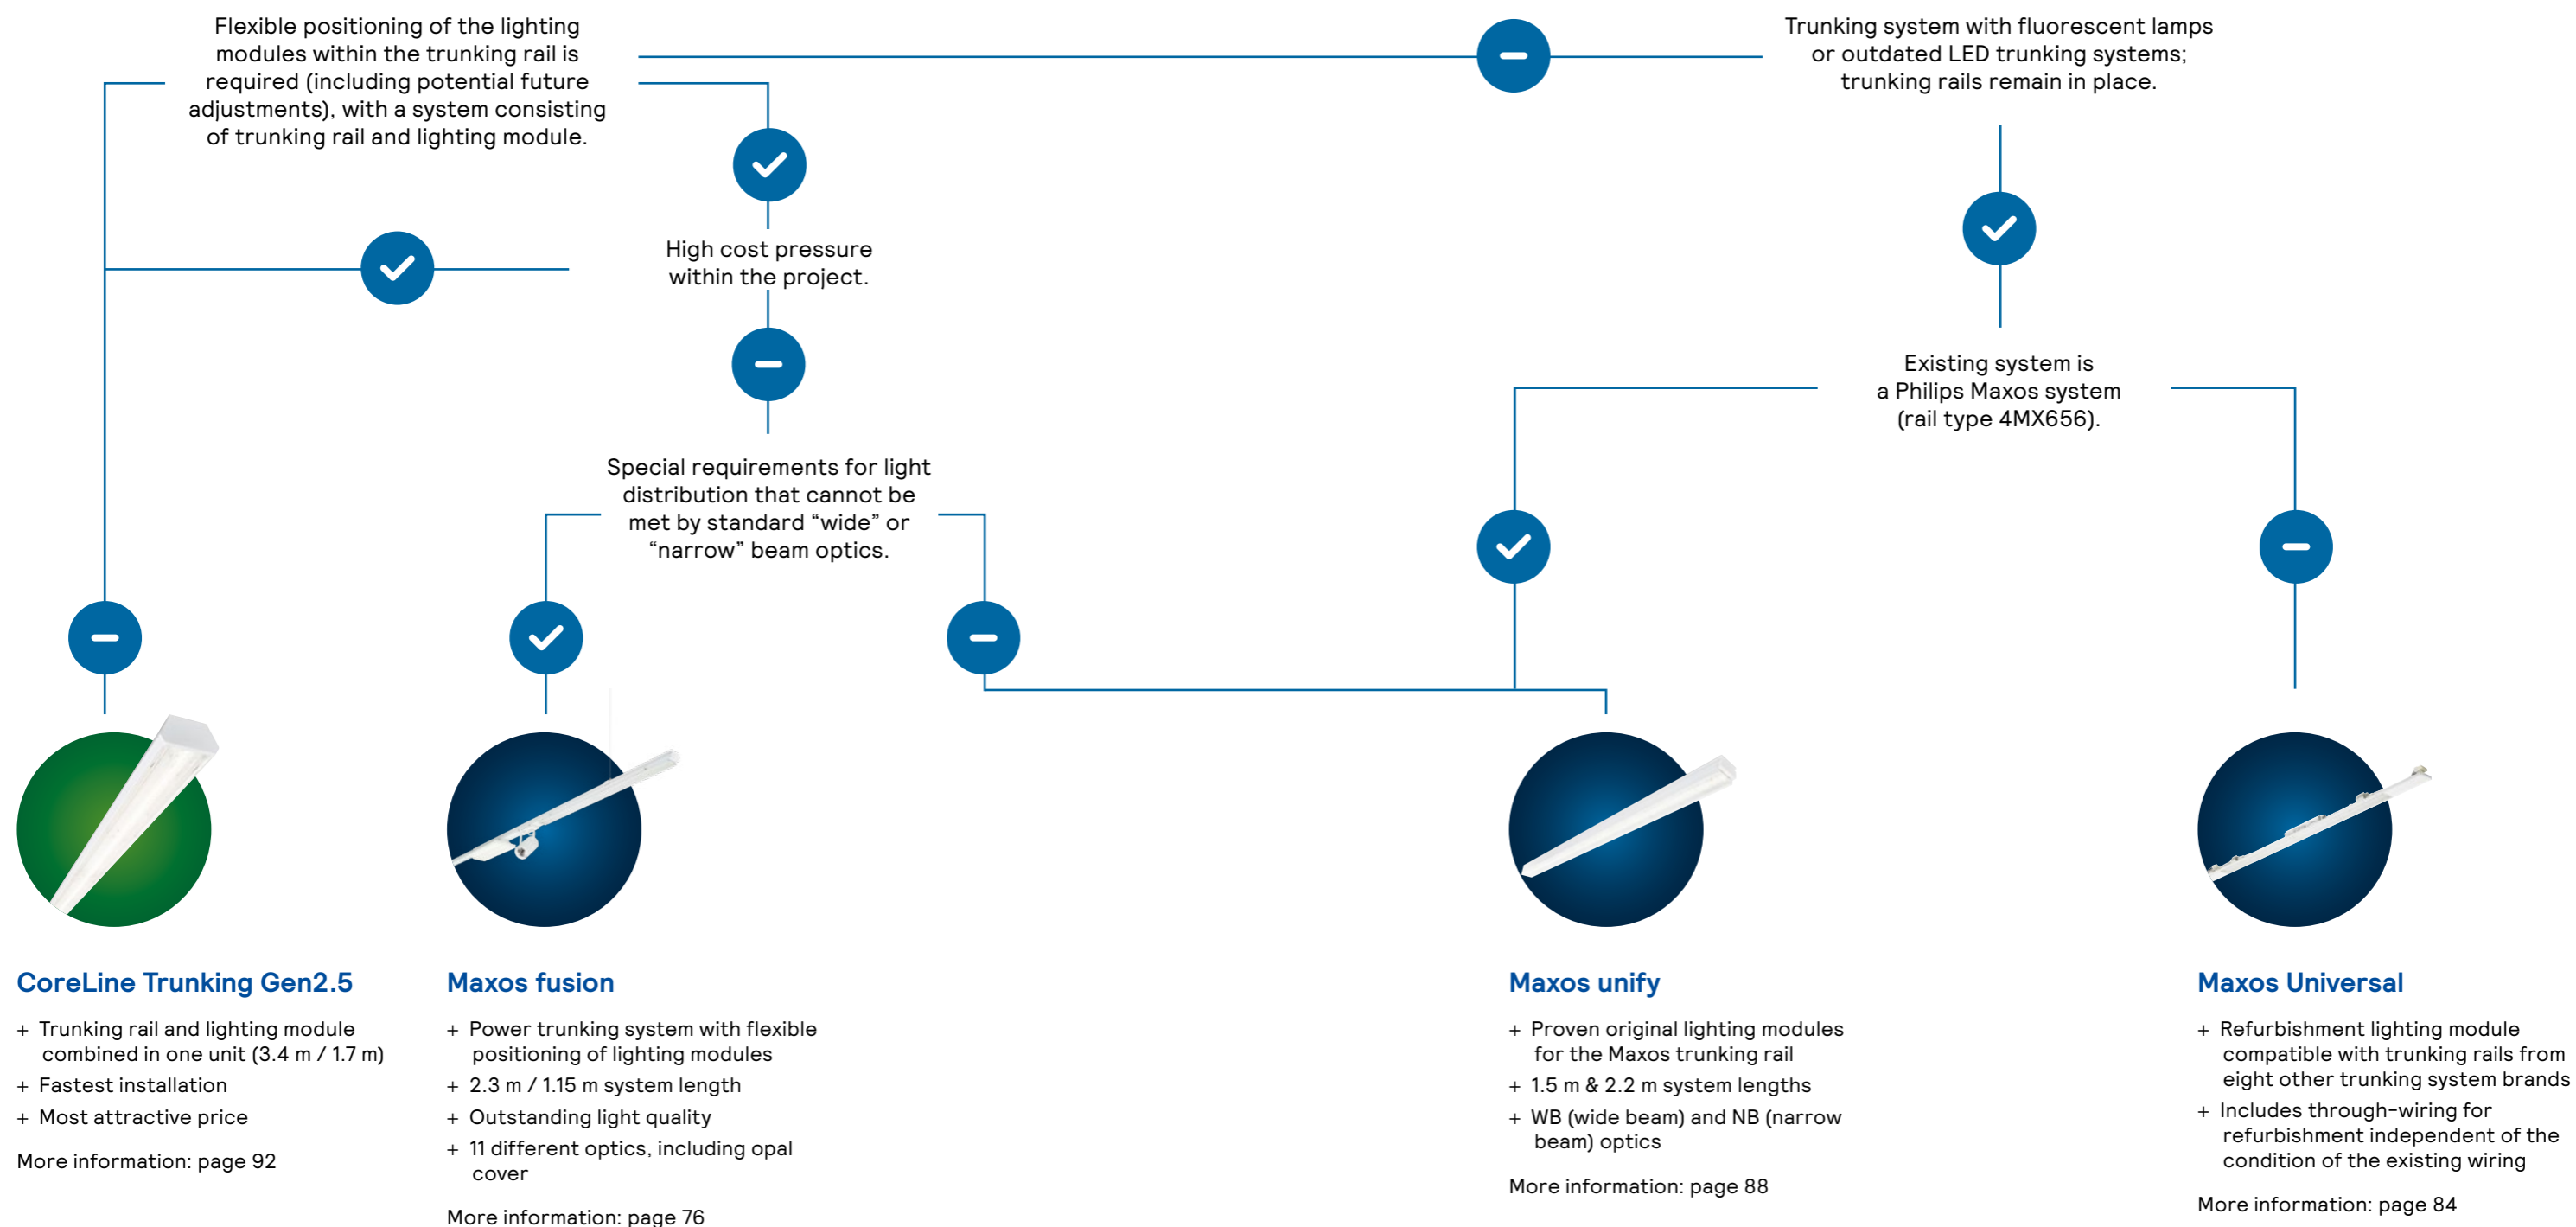 Flexible positioning of the lighting
modules within the trunking rail is
required (including potential future
adjustments), with a system consisting
of trunking rail and lighting module.
Trunking system with fluorescent lamps
or outdated LED trunking systems;
trunking rails remain in place.
High cost pressure
within the project.
Existing system is
a Philips Maxos system
(rail type 4MX656).
Special requirements for light
distribution that cannot be
met by standard “wide” or
“narrow” beam optics.
CoreLine Trunking Gen2.5
+ Trunking rail and lighting module
combined in one unit (3.4 m / 1.7 m)
+ Fastest installation
+ Most attractive price
More information: page 92
Maxos fusion
+ Power trunking system with flexible
positioning of lighting modules
+ 2.3 m / 1.15 m system length
+ Outstanding light quality
+ 11 different optics, including opal
cover
More information: page 76
Maxos unify
+ Proven original lighting modules
for the Maxos trunking rail
+ 1.5 m & 2.2 m system lengths
+ WB (wide beam) and NB (narrow
beam) optics
More information: page 88
Maxos Universal
+ Refurbishment lighting module
compatible with trunking rails from
eight other trunking system brands
+ Includes through-wiring for
refurbishment independent of the
condition of the existing wiring
More information: page 84